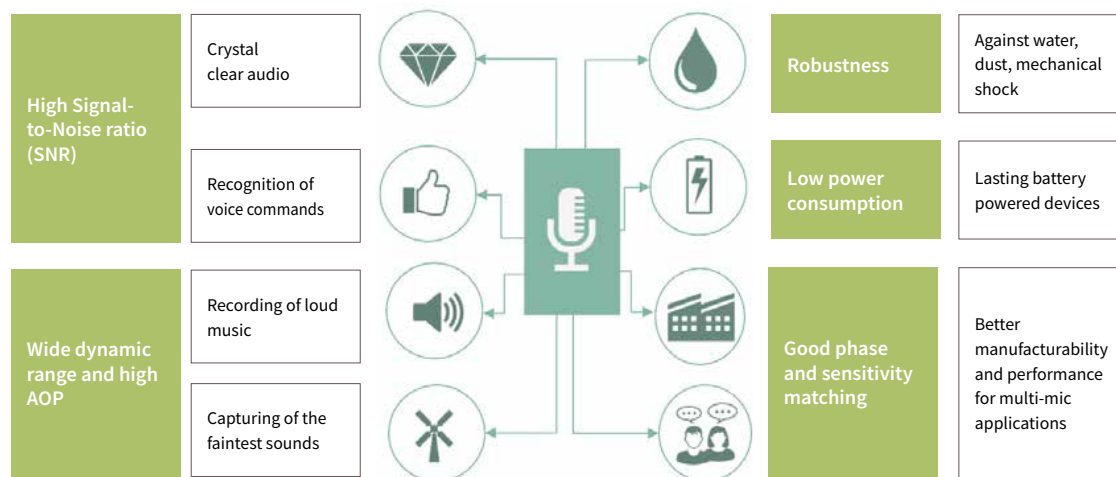 High Signal-
to-Noise ratio
(SNR)
Crystal
clear audio
Recognition of
voice commands
Wide dynamic
range and high
AOP
Recording of loud
music
Capturing of the
faintest sounds
Robustness
Against water,
dust, mechanical
shock
Low power
consumption
Lasting battery
powered devices
Good phase
and sensitivity
matching
Better
manufacturability
and performance
for multi-mic
applications